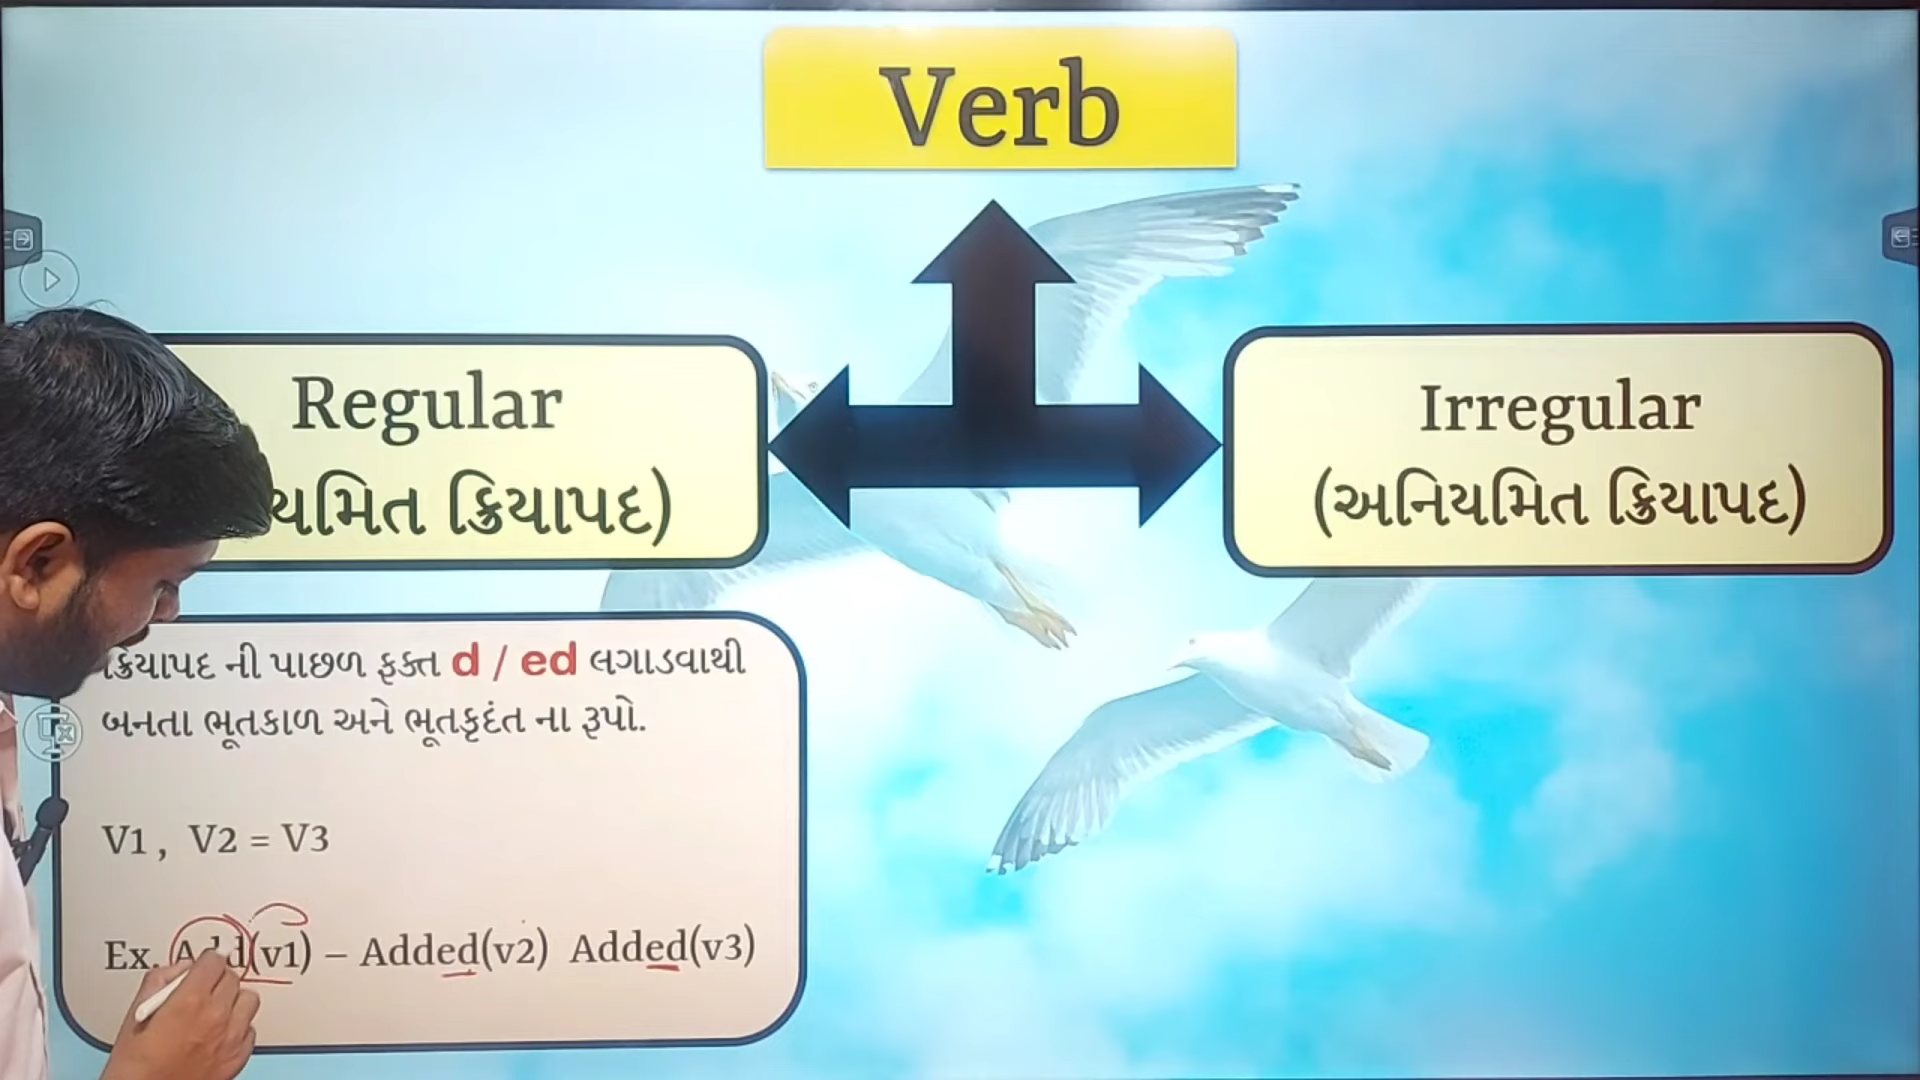 Verb
Regular
Irregular
ક્રિયાપદ)
(અનિયમિત ક્રિયાપદ)
ક્રિયાપદ ની પાછળ ફક્ત d / ed લગાડવાથી
બનતા ભૂતકાળ અને ભૂતકૃદંત ના રૂપો.
V1 , V2 = V3
Ex. Add(v1) – Added(v2) Added(v3)